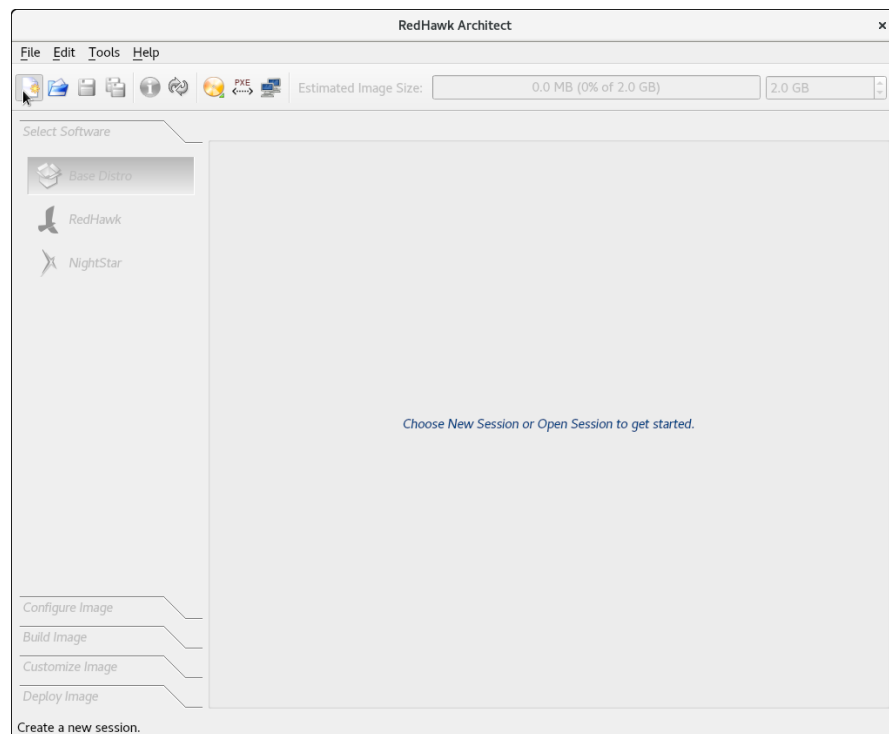 RedHawk Architect
File Edit Tools Help
PXE Estimated Image Size: 0.0 MB (0% of 2.0 GB) 2.0 GB
Select Software
Base Distro
RedHawk
NightStar
Choose New Session or Open Session to get started.
Configure Image
Build Image
Customize Image
Deploy Image
Create a new session.